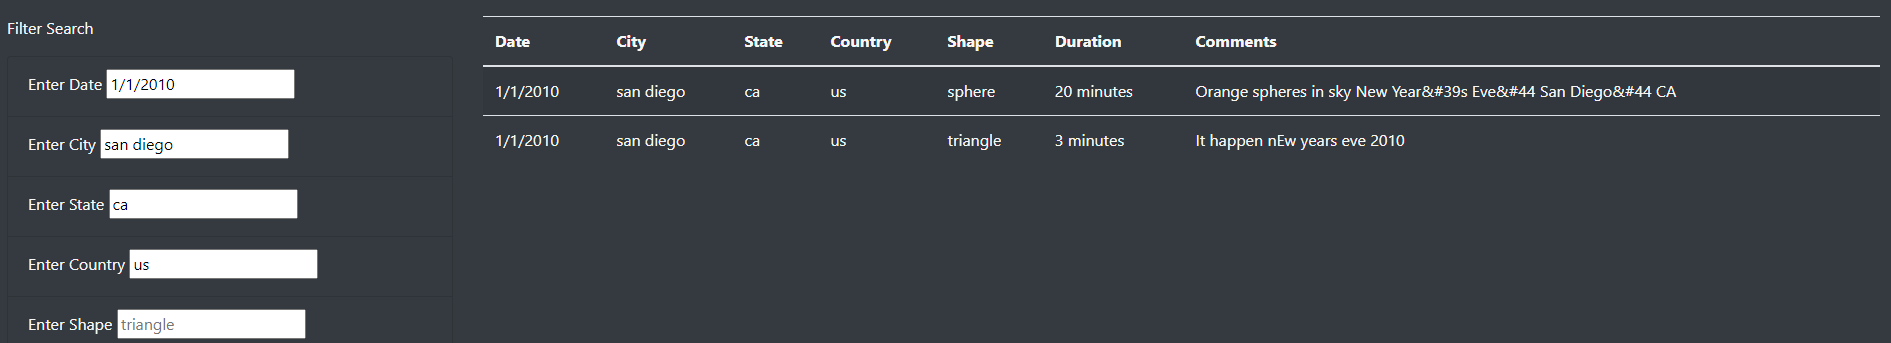 Filter Search
Enter Date 1/1/2010
Enter City san diego
Enter State ca
Enter Country us
Enter Shape triangle
Date City State Country Shape Duration Comments
1/1/2010 san diego ca us sphere 20 minutes Orange spheres in sky New Year&#39s Eve&#44 San Diego&#44 CA
1/1/2010 san diego ca us triangle 3 minutes It happen nEw years eve 2010